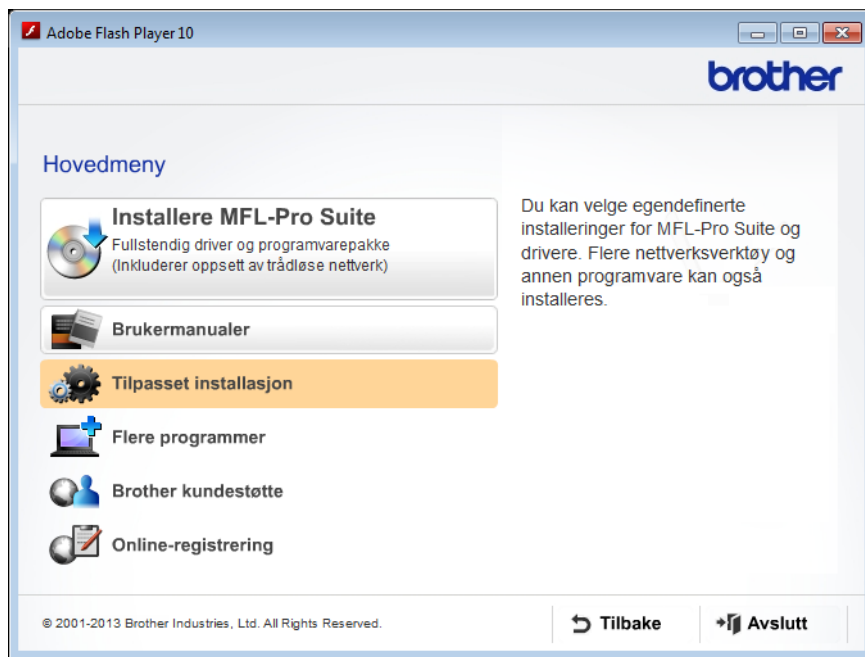 Adobe Flash Player 10
brother
Hovedmeny
Installere MFL-Pro Suite
Fullstendig driver og programvarepakke
(Inkluderer oppsett av trådløse nettverk)
Brukermanualer
Tilpasset installasjon
Flere programmer
Brother kundestøtte
Online-registrering
Du kan velge egendefinerte
installeringer for MFL-Pro Suite og
drivere. Flere nettverksverktøy og
annen programvare kan også
installeres.
© 2001-2013 Brother Industries, Ltd. All Rights Reserved.
Tilbake
Avslutt